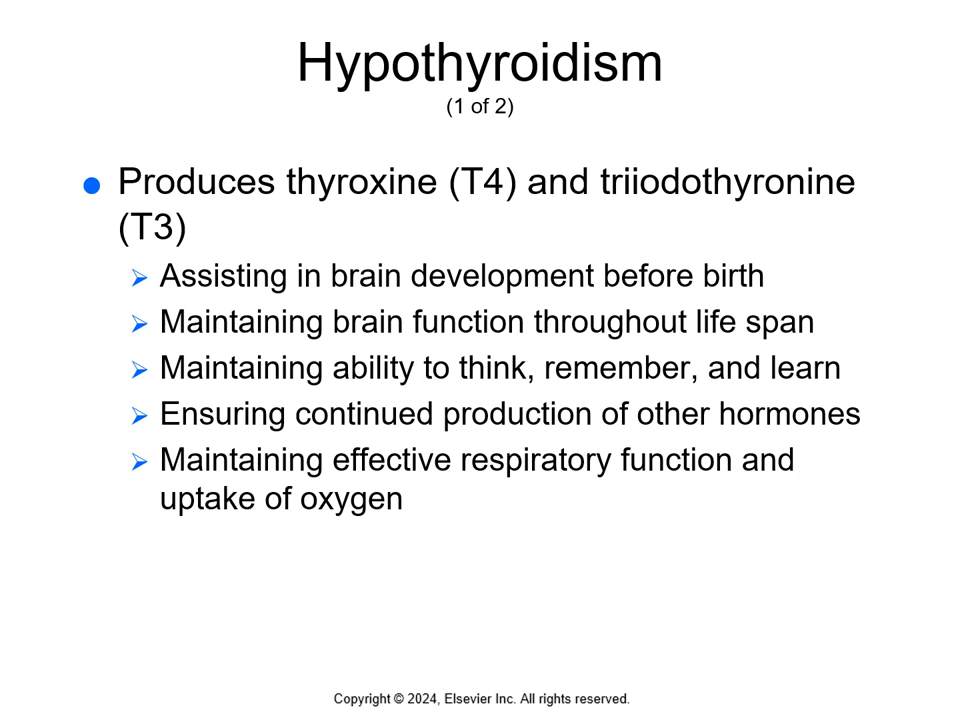 Hypothyroidism
(1 of 2)
Produces thyroxine (T4) and triiodothyronine
(T3)
Assisting in brain development before birth
Maintaining brain function throughout life span
Maintaining ability to think, remember, and learn
Ensuring continued production of other hormones
Maintaining effective respiratory function and
uptake of oxygen
Copyright © 2024, Elsevier Inc. All rights reserved.